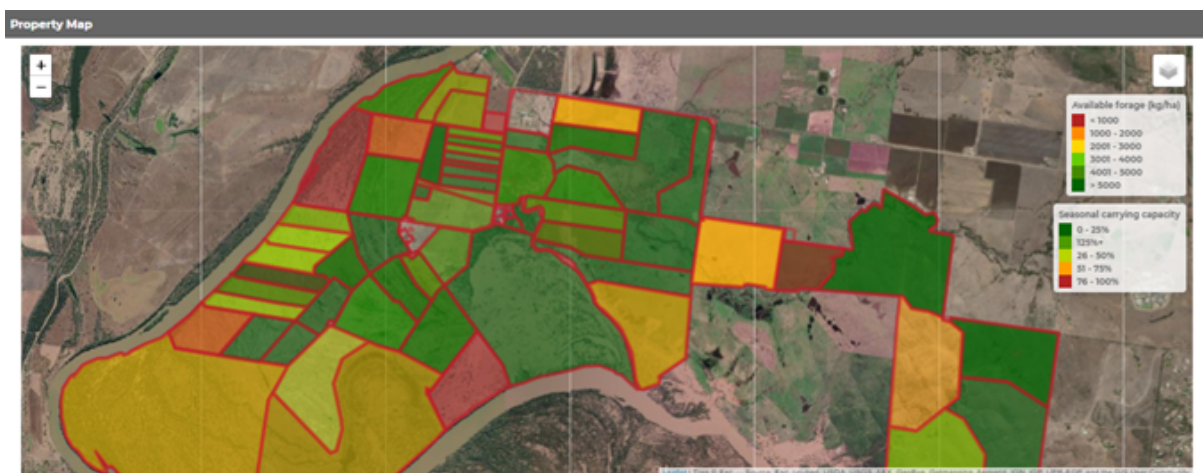 Property Map
+
−
Available forage (kg/ha)
< 1000
1000 - 2000
2001 - 3000
3001 - 4000
4001 - 5000
> 5000
Seasonal carrying capacity
0 - 25%
125%+
26 - 50%
51 - 75%
76 - 100%